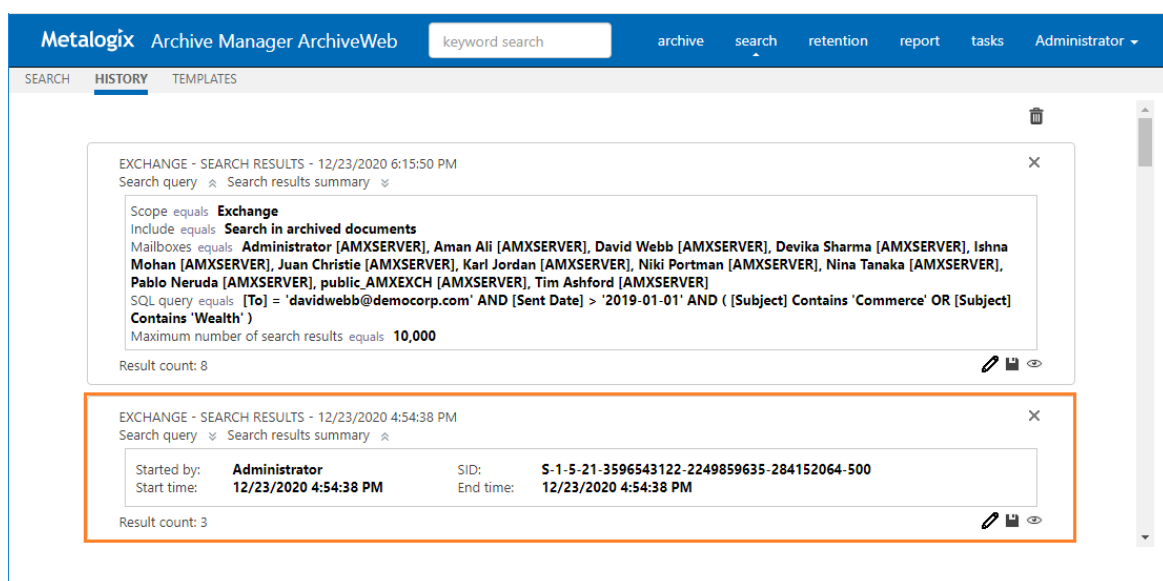 Metalogix Archive Manager ArchiveWeb keyword search archive search retention report tasks Administrator
SEARCH HISTORY TEMPLATES
EXCHANGE - SEARCH RESULTS - 12/23/2020 6:15:50 PM
Search query Search results summary
Scope equals Exchange
Include equals Search in archived documents
Mailboxes equals Administrator [AMXSERVER], Aman Ali [AMXSERVER], David Webb [AMXSERVER], Devika Sharma [AMXSERVER], Ishna
Mohan [AMXSERVER], Juan Christie [AMXSERVER], Karl Jordan [AMXSERVER], Niki Portman [AMXSERVER], Nina Tanaka [AMXSERVER],
Pablo Neruda [AMXSERVER], public_AMXEXCH [AMXSERVER], Tim Ashford [AMXSERVER]
SQL query equals [To] = 'davidwebb@democorp.com' AND [Sent Date] > '2019-01-01' AND ( [Subject] Contains 'Commerce' OR [Subject]
Contains 'Wealth' )
Maximum number of search results equals 10,000
Result count: 8
EXCHANGE - SEARCH RESULTS - 12/23/2020 4:54:38 PM
Search query Search results summary
Started by: Administrator SID: S-1-5-21-3596543122-2249859635-284152064-500
Start time: 12/23/2020 4:54:38 PM End time: 12/23/2020 4:54:38 PM
Result count: 3